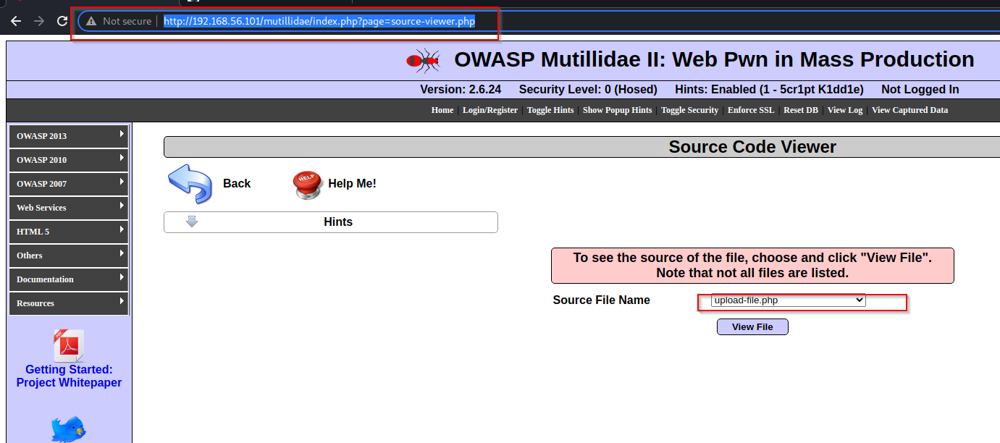 Not secure http://192.168.56.101/mutillidae/index.php?page=source-viewer.php
OWASP Mutillidae II: Web Pwn in Mass Production
Version: 2.6.24 Security Level: 0 (Hosed) Hints: Enabled (1 - 5cr1pt K1dd1e) Not Logged In
Home | Login/Register | Toggle Hints | Show Popup Hints | Toggle Security | Enforce SSL | Reset DB | View Log | View Captured Data
OWASP 2013
OWASP 2010
OWASP 2007
Web Services
HTML 5
Others
Documentation
Resources
PDF
Getting Started:
Project Whitepaper
Source Code Viewer
Back
HELP
Help Me!
Hints
To see the source of the file, choose and click "View File".
Note that not all files are listed.
Source File Name
upload-file.php
View File